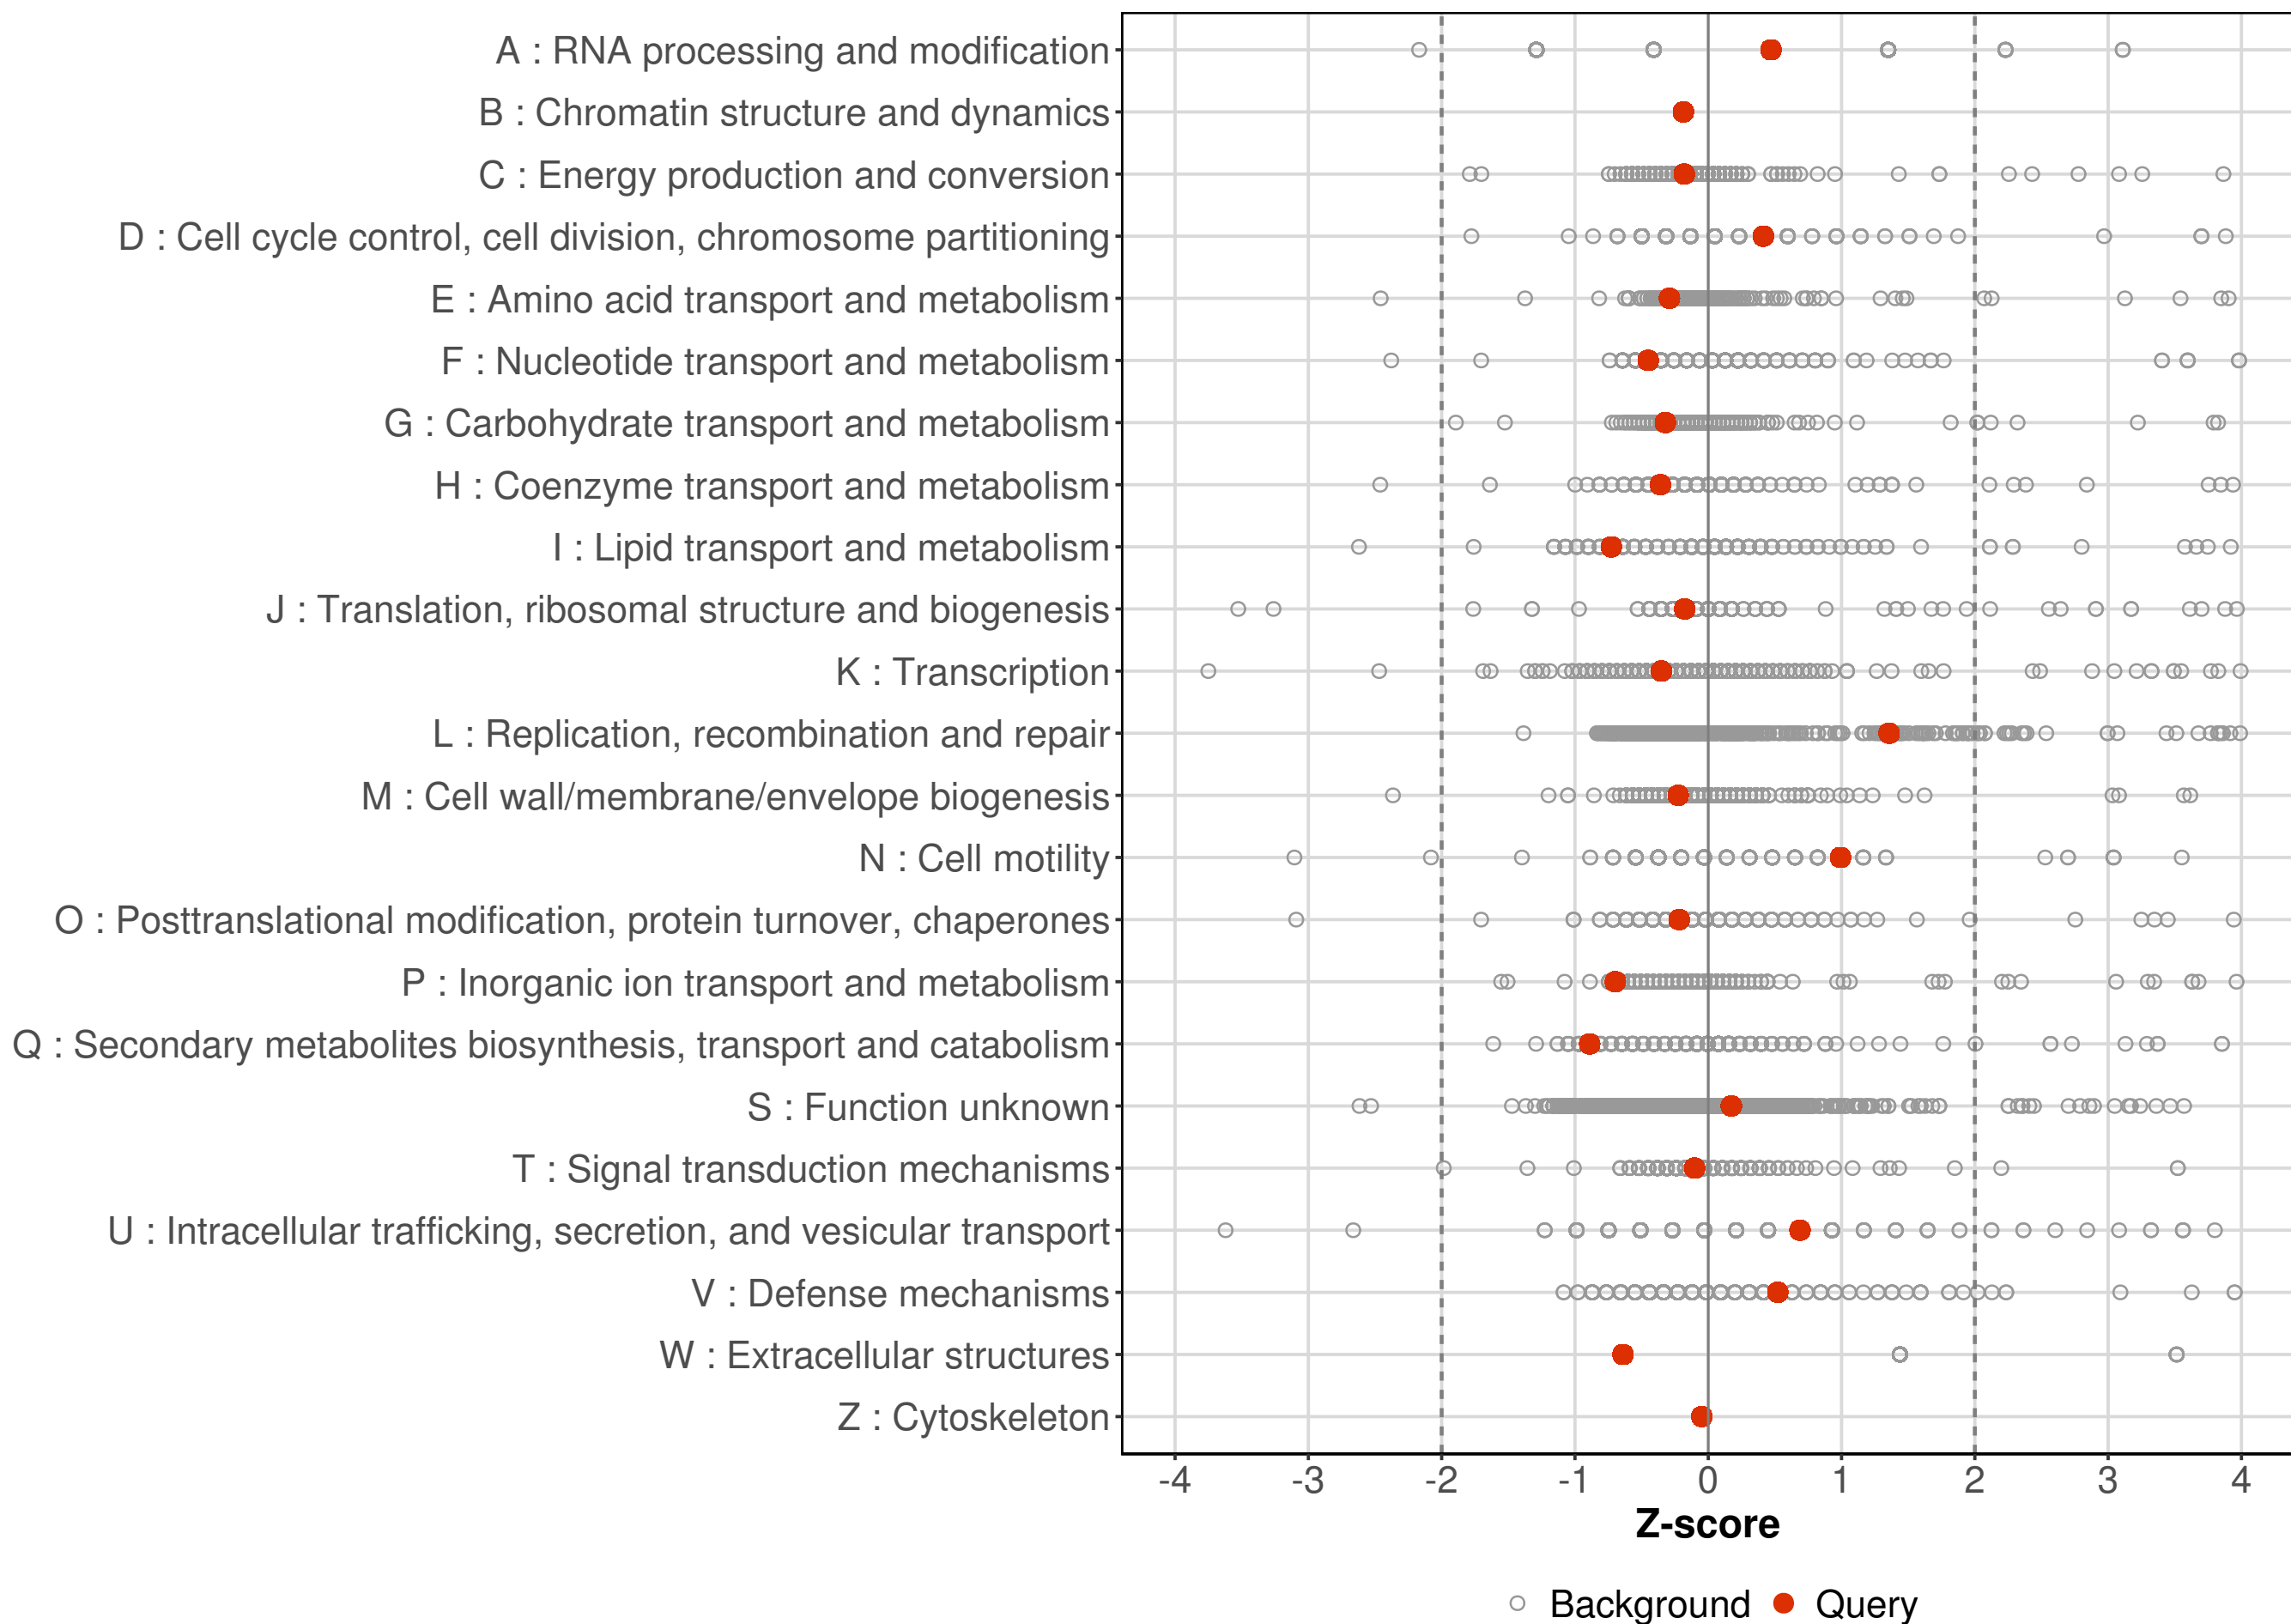 A : RNA processing and modification
B : Chromatin structure and dynamics
C : Energy production and conversion
D : Cell cycle control, cell division, chromosome partitioning
E : Amino acid transport and metabolism
F : Nucleotide transport and metabolism
G : Carbohydrate transport and metabolism
H : Coenzyme transport and metabolism
I : Lipid transport and metabolism
J : Translation, ribosomal structure and biogenesis
K : Transcription
L : Replication, recombination and repair
M : Cell wall/membrane/envelope biogenesis
N : Cell motility
O : Posttranslational modification, protein turnover, chaperones
P : Inorganic ion transport and metabolism
Q : Secondary metabolites biosynthesis, transport and catabolism
S : Function unknown
T : Signal transduction mechanisms
U : Intracellular trafficking, secretion, and vesicular transport
V : Defense mechanisms
W : Extracellular structures
Z : Cytoskeleton
-4 -3 -2 -1 0 1 2 3 4
Z-score
Background Query